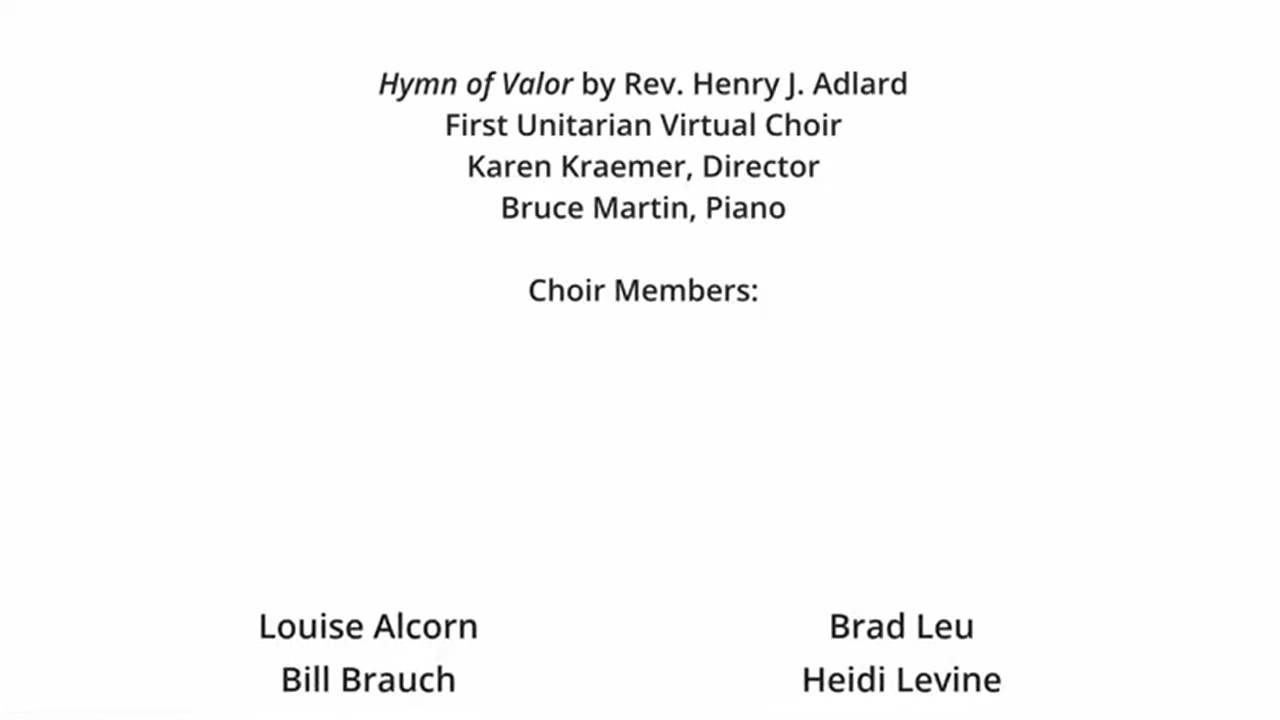 Hymn of Valor by Rev. Henry J. Adlard
First Unitarian Virtual Choir
Karen Kraemer, Director
Bruce Martin, Piano
Choir Members:
Louise Alcorn
Brad Leu
Bill Brauch
Heidi Levine